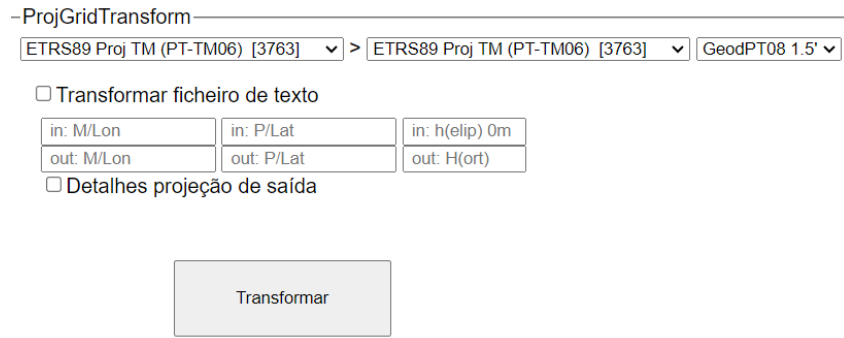 ProjGridTransform
ETRS89 Proj TM (PT-TM06) [3763] > ETRS89 Proj TM (PT-TM06) [3763] GeodPT08 1.5'
Transformar ficheiro de texto
in: M/Lon in: P/Lat in: h(elip) 0m
out: M/Lon out: P/Lat out: H(ort)
Detalhes projeção de saída
Transformar